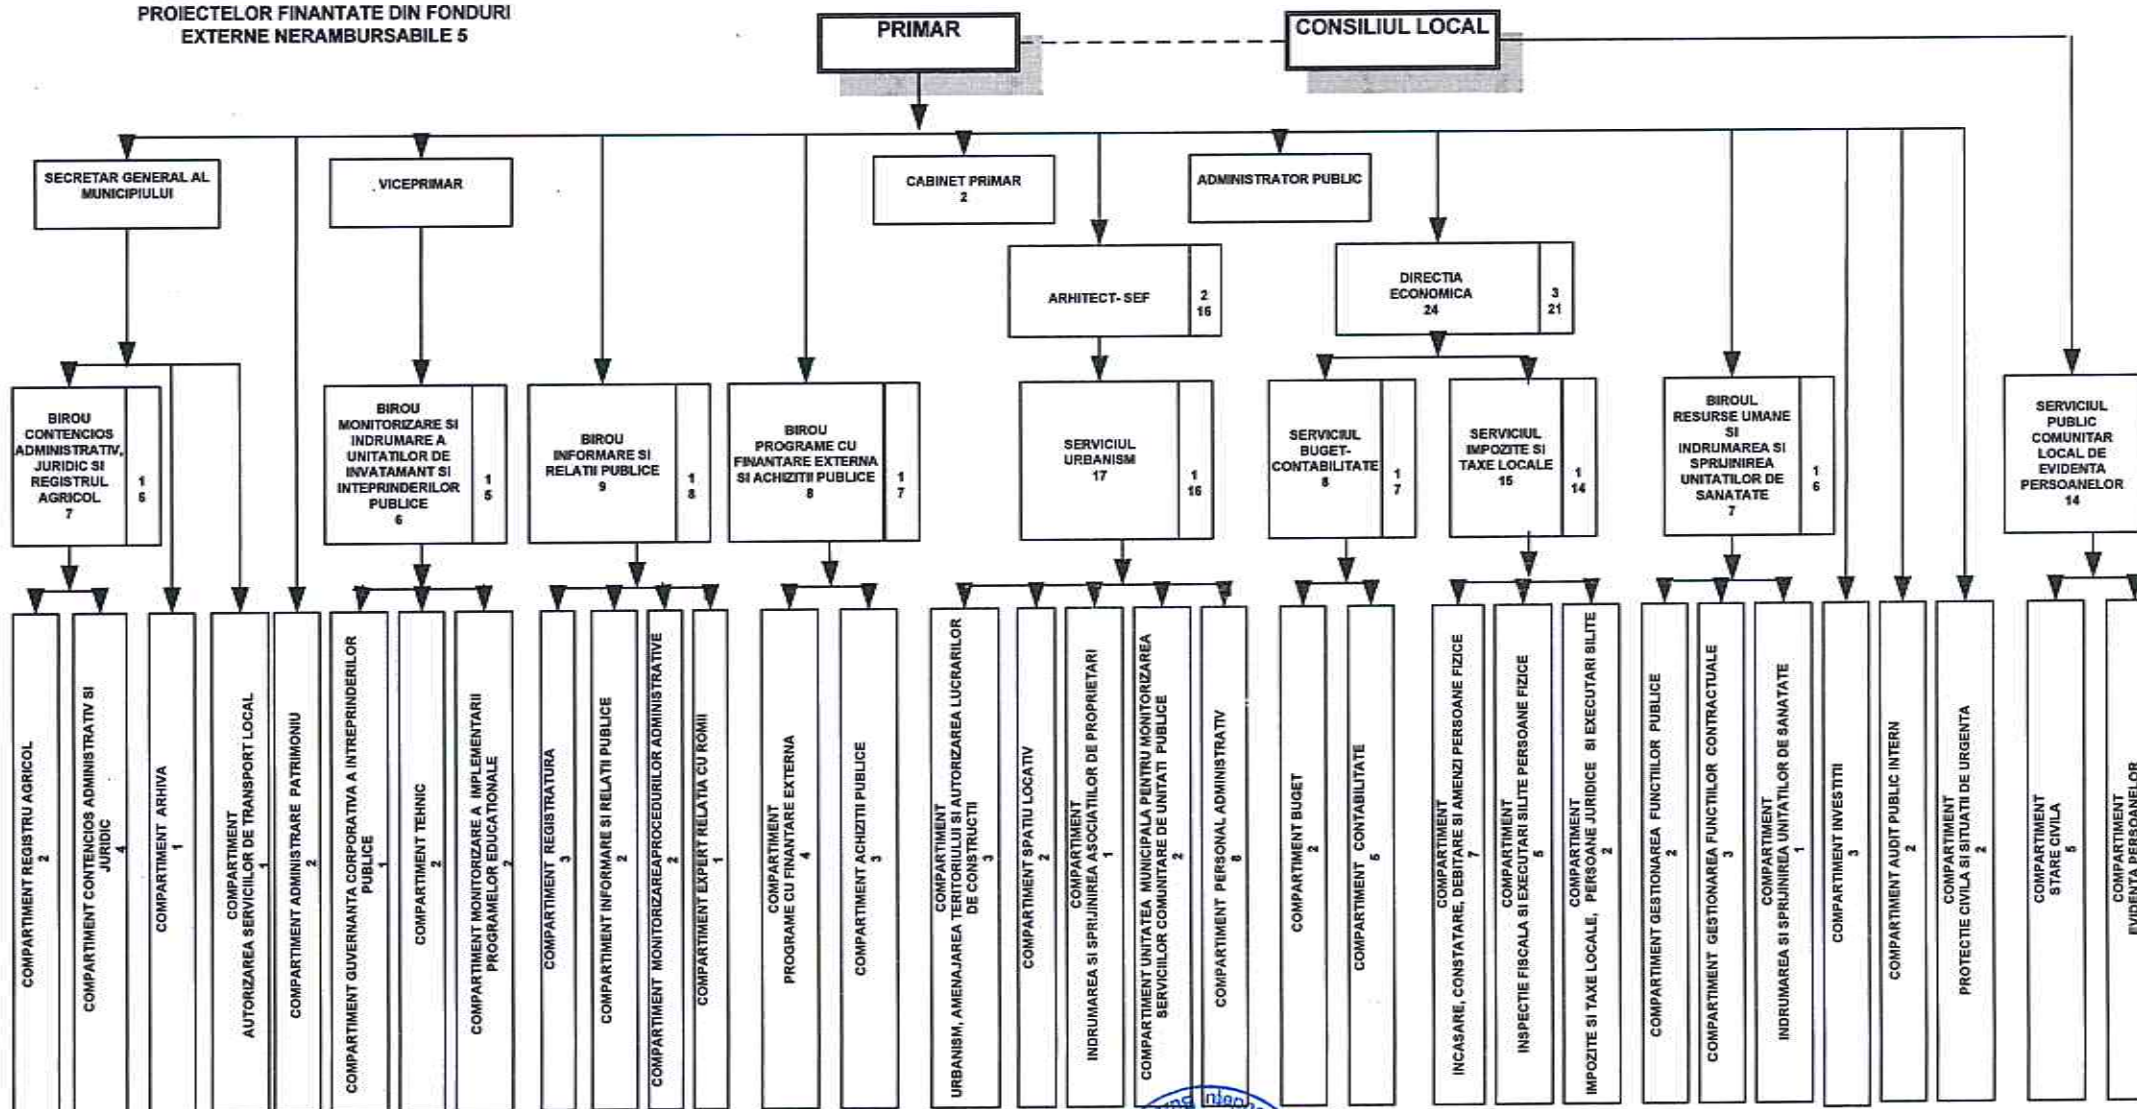 PROIECTELOR FINANTATE DIN FONDURI
EXTERNE NERAMBURSABILE 5
PRIMAR
CONSILIUL LOCAL
SECRETAR GENERAL AL
MUNICIPIULUI
VICEPRIMAR
CABINET PRIMAR
2
ADMINISTRATOR PUBLIC
ARHITECT- SEF
2
16
DIRECTIA
ECONOMICA
24
3
21
BIROU
CONTENCIOS
ADMINISTRATIV,
JURIDIC SI
REGISTRUL
AGRICOL
7
1
6
BIROU
MONITORIZARE SI
INDRUMARE A
UNITATILOR DE
INVATAMANT SI
INTEPRINDERILOR
PUBLICE
6
1
5
BIROU
INFORMARE SI
RELATII PUBLICE
9
1
8
BIROU
PROGRAME CU
FINANTARE EXTERNA
SI ACHIZITII PUBLICE
8
1
7
SERVICIUL
URBANISM
17
1
16
SERVICIUL
BUGET-
CONTABILITATE
8
1
7
SERVICIUL
IMPOZITE SI
TAXE LOCALE
15
1
14
BIROUL
RESURSE UMANE
SI
INDRUMAREA SI
SPRIJINIREA
UNITATILOR DE
SANATATE
7
1
6
SERVICIUL
PUBLIC
COMUNITAR
LOCAL DE
EVIDENTA
PERSOANELOR
14
COMPARTIMENT REGISTRU AGRICOL
2
COMPARTIMENT CONTENCIOS ADMINISTRATIV SI
JURIDIC
4
COMPARTIMENT ARHIVA
1
COMPARTIMENT
AUTORIZAREA SERVICIILOR DE TRANSPORT LOCAL
1
COMPARTIMENT ADMINISTRARE PATRIMONIU
2
COMPARTIMENT GUVERNANTA CORPORATIVA A INTREPRINDERILOR
PUBLICE
1
COMPARTIMENT TEHNIC
2
COMPARTIMENT MONITORIZARE A IMPLEMENTARII
PROGRAMELOR EDUCATIONALE
2
COMPARTIMENT REGISTRATURA
3
COMPARTIMENT INFORMARE SI RELATII PUBLICE
2
COMPARTIMENT MONITORIZAREAPROCEDURILOR ADMINISTRATIVE
2
COMPARTIMENT EXPERT RELATIA CU ROMII
1
COMPARTIMENT
PROGRAME CU FINANTARE EXTERNA
4
COMPARTIMENT ACHIZITII PUBLICE
3
COMPARTIMENT
URBANISM, AMENAJAREA TERITORIULUI SI AUTORIZAREA LUCRARILOR
DE CONSTRUCTII
3
COMPARTIMENT SPATIU LOCATIV
2
COMPARTIMENT
INDRUMAREA SI SPRIJINIREA ASOCIATIILOR DE PROPRIETARI
1
COMPARTIMENT UNITATEA MUNICIPALA PENTRU MONITORIZAREA
SERVICIILOR COMUNITARE DE UNITATI PUBLICE
2
COMPARTIMENT PERSONAL ADMINISTRATIV
8
COMPARTIMENT BUGET
2
COMPARTIMENT CONTABILITATE
5
COMPARTIMENT
INCASARE, CONSTATARE, DEBITARE SI AMENZI PERSOANE FIZICE
7
COMPARTIMENT
INSPECTIE FISCALA SI EXECUTARI SILITE PERSOANE FIZICE
5
COMPARTIMENT
IMPOZITE SI TAXE LOCALE, PERSOANE JURIDICE SI EXECUTARI SILITE
2
COMPARTIMENT GESTIONAREA FUNCTIILOR PUBLICE
2
COMPARTIMENT GESTIONAREA FUNCTIILOR CONTRACTUALE
3
COMPARTIMENT
INDRUMAREA SI SPRIJINIREA UNITATILOR DE SANATATE
1
COMPARTIMENT INVESTITII
3
COMPARTIMENT AUDIT PUBLIC INTERN
2
COMPARTIMENT
PROTECTIE CIVILA SI SITUATII DE URGENTA
2
COMPARTIMENT
STARE CIVILA
5
COMPARTIMENT
EVIDENTA PERSOANELOR